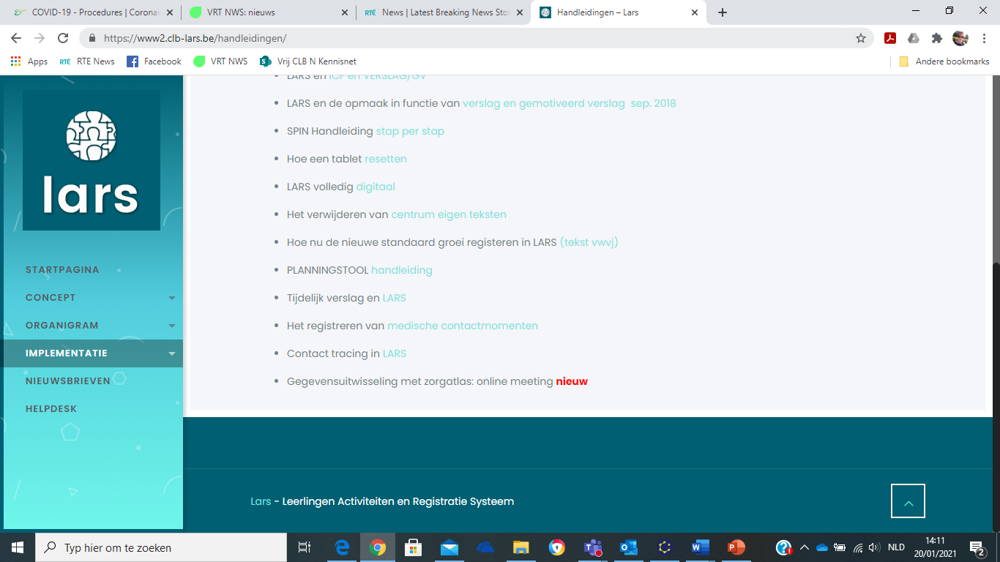 COVID-19 - Procedures | Corona
VRT NWS: nieuws
RTÉ News | Latest Breaking News Sto
Handleidingen – Lars
https://www2.clb-lars.be/handleidingen/
Apps
RTÉ RTE News
Facebook
VRT NWS
Vrij CLB N Kennisnet
Andere bookmarks
lars
STARTPAGINA
CONCEPT
ORGANIGRAM
IMPLEMENTATIE
NIEUWSBRIEVEN
HELPDESK
LARS en ICF en VERSLAG/GV
LARS en de opmaak in functie van verslag en gemotiveerd verslag sep. 2018
SPIN Handleiding stap per stap
Hoe een tablet resetten
LARS volledig digitaal
Het verwijderen van centrum eigen teksten
Hoe nu de nieuwe standaard groei registeren in LARS (tekst vwvj)
PLANNINGSTOOL handleiding
Tijdelijk verslag en LARS
Het registreren van medische contactmomenten
Contact tracing in LARS
Gegevensuitwisseling met zorgatlas: online meeting nieuw
Lars - Leerlingen Activiteiten en Registratie Systeem
Typ hier om te zoeken
NLD
14:11
20/01/2021
2